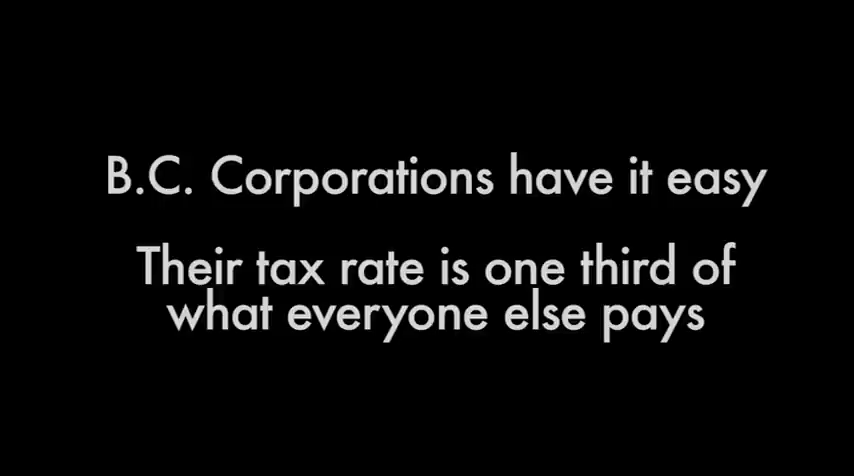 B.C. Corporations have it easy
Their tax rate is one third of
what everyone else pays